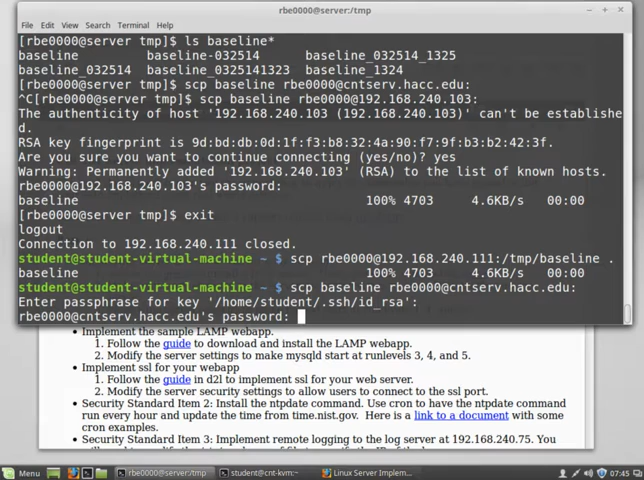 rbe0000@server:/tmp
File Edit View Search Terminal Help
[rbe0000@server tmp]$ ls baseline*
baseline baseline-032514 baseline_032514_1325
baseline_032514 baseline_0325141323 baseline_1324
[rbe0000@server tmp]$ scp baseline rbe0000@cntserv.hacc.edu:
^C[rbe0000@server tmp]$ scp baseline rbe0000@192.168.240.103:
The authenticity of host '192.168.240.103 (192.168.240.103)' can't be establishe
d.
RSA key fingerprint is 9d:bd:db:0d:1f:f3:b8:32:4a:90:f7:9f:b3:b2:42:3f.
Are you sure you want to continue connecting (yes/no)? yes
Warning: Permanently added '192.168.240.103' (RSA) to the list of known hosts.
rbe0000@192.168.240.103's password:
baseline 100% 4703 4.6KB/s 00:00
[rbe0000@server tmp]$ exit
logout
Connection to 192.168.240.111 closed.
student@student-virtual-machine ~ $ scp rbe0000@192.168.240.111:/tmp/baseline .
baseline 100% 4703 4.6KB/s 00:00
student@student-virtual-machine ~ $ scp baseline rbe0000@cntserv.hacc.edu:
Enter passphrase for key '/home/student/.ssh/id_rsa':
rbe0000@cntserv.hacc.edu's password:
• Implement the sample LAMP webapp.
1. Follow the guide to download and install the LAMP webapp.
2. Modify the server settings to make mysqld start at runlevels 3, 4, and 5.
• Implement ssl for your webapp
1. Follow the guide in d2l to implement ssl for your web server.
2. Modify the server security settings to allow users to connect to the ssl port.
• Security Standard Item 2: Install the ntpdate command. Use cron to have the ntpdate command
run every hour and update the time from time.nist.gov. Here is a link to a document with some
cron examples.
• Security Standard Item 3: Implement remote logging to the log server at 192.168.240.75. You
Menu rbe0000@server:/tmp student@cnt-kvm:~ Linux Server Implem... 07:45